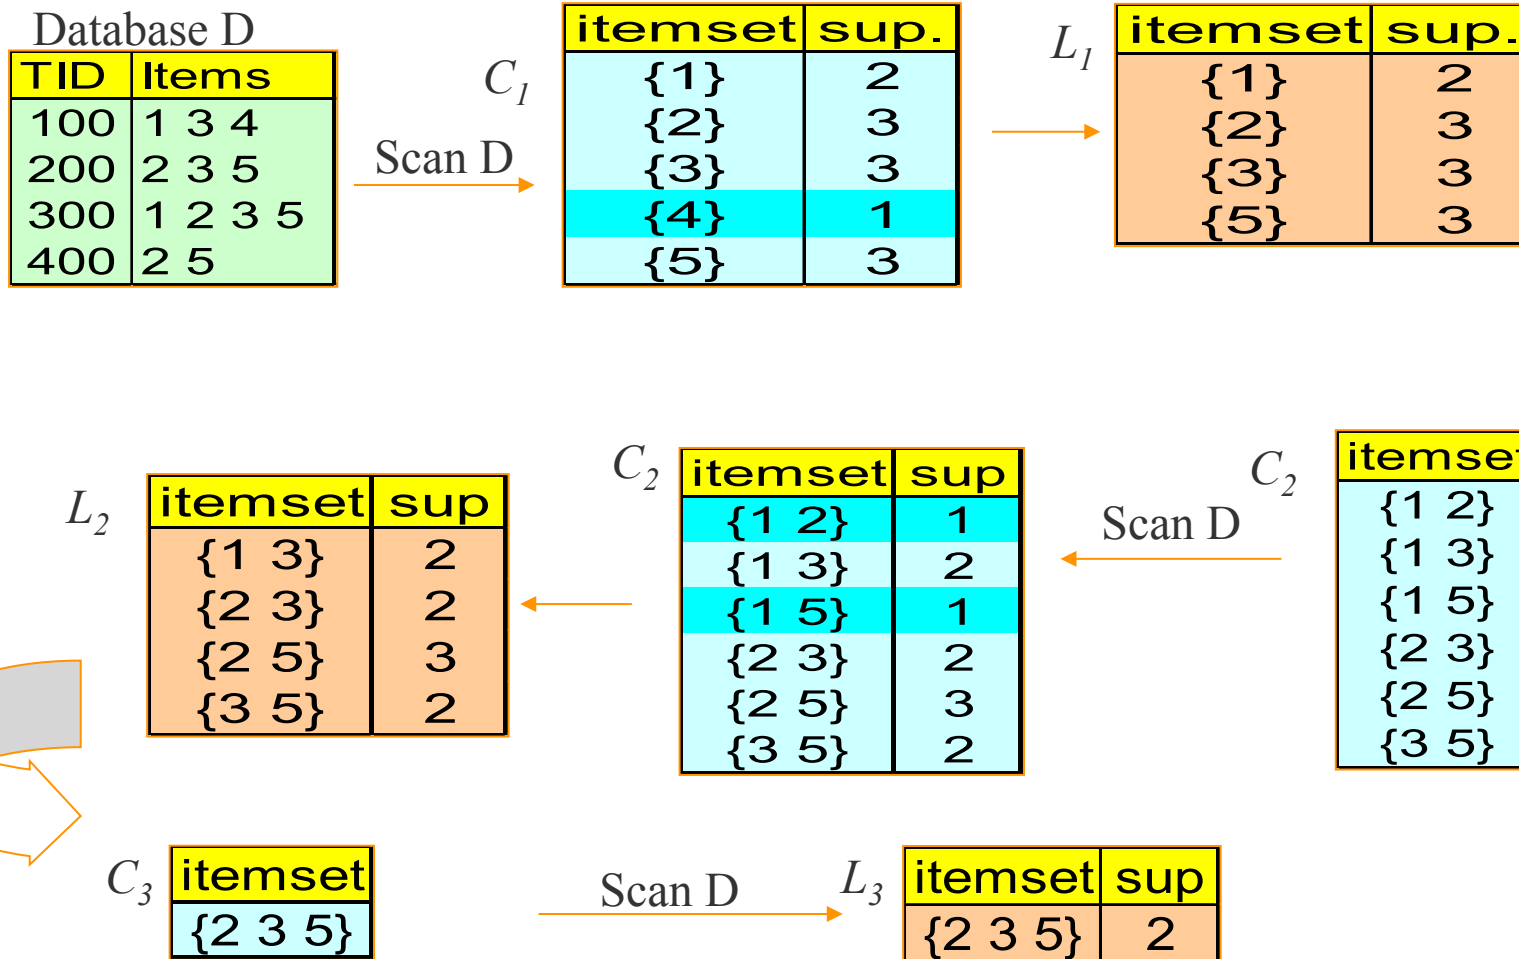 Database D
TID Items
100 1 3 4
200 2 3 5
300 1 2 3 5
400 2 5
Scan D
C1
itemset sup.
{1} 2
{2} 3
{3} 3
{4} 1
{5} 3
L1
itemset sup.
{1} 2
{2} 3
{3} 3
{5} 3
L2
itemset sup
{1 3} 2
{2 3} 2
{2 5} 3
{3 5} 2
C2
itemset sup
{1 2} 1
{1 3} 2
{1 5} 1
{2 3} 2
{2 5} 3
{3 5} 2
Scan D
C2
itemset
{1 2}
{1 3}
{1 5}
{2 3}
{2 5}
{3 5}
C3
itemset
{2 3 5}
Scan D
L3
itemset sup
{2 3 5} 2